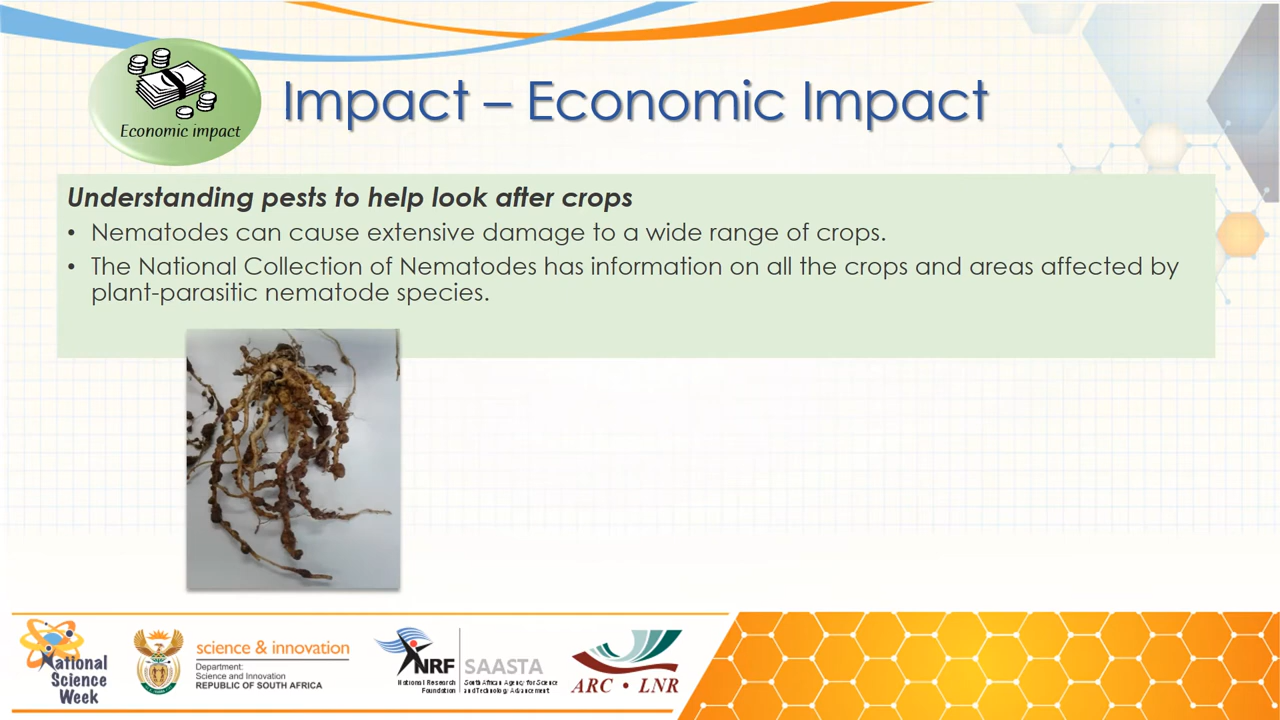 Economic impact
Impact – Economic Impact
Understanding pests to help look after crops
• Nematodes can cause extensive damage to a wide range of crops.
• The National Collection of Nematodes has information on all the crops and areas affected by
plant-parasitic nematode species.
National
Science
Week
science & innovation
Department:
Science and Innovation
REPUBLIC OF SOUTH AFRICA
NRF
National Research
Foundation
SAASTA
South African Agency for Science
and Technology Advancement
ARC • LNR